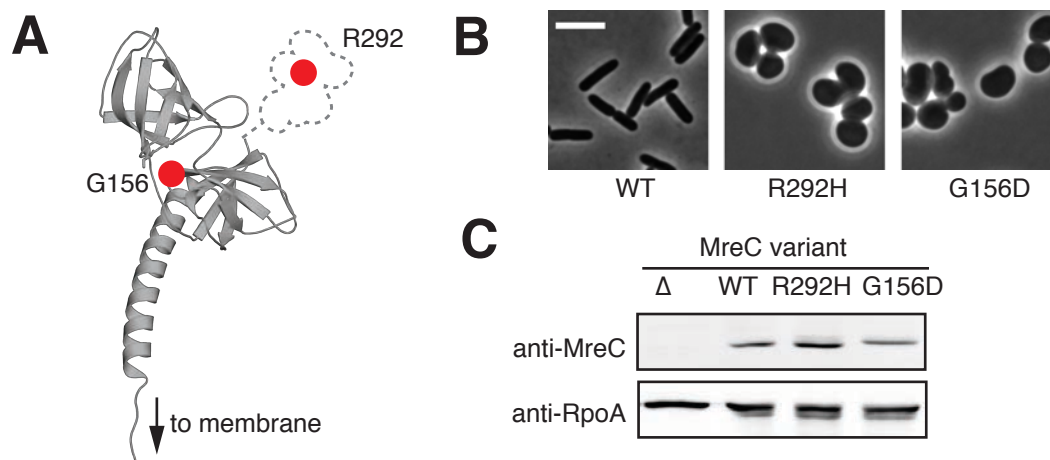 A
R292
G156
to membrane
B
WT
R292H
G156D
C
MreC variant
Δ WT R292H G156D
anti-MreC
anti-RpoA